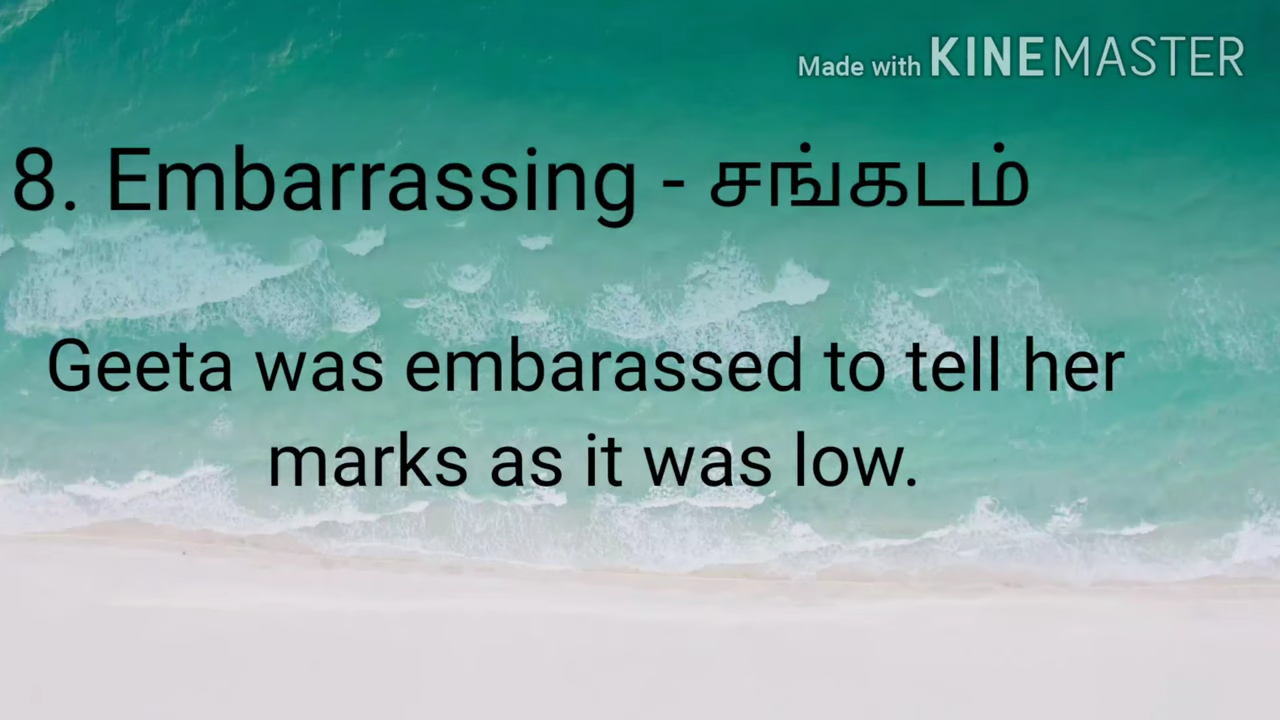 Made with KINEMASTER
8. Embarrassing - சங்கடம்
Geeta was embarassed to tell her
marks as it was low.